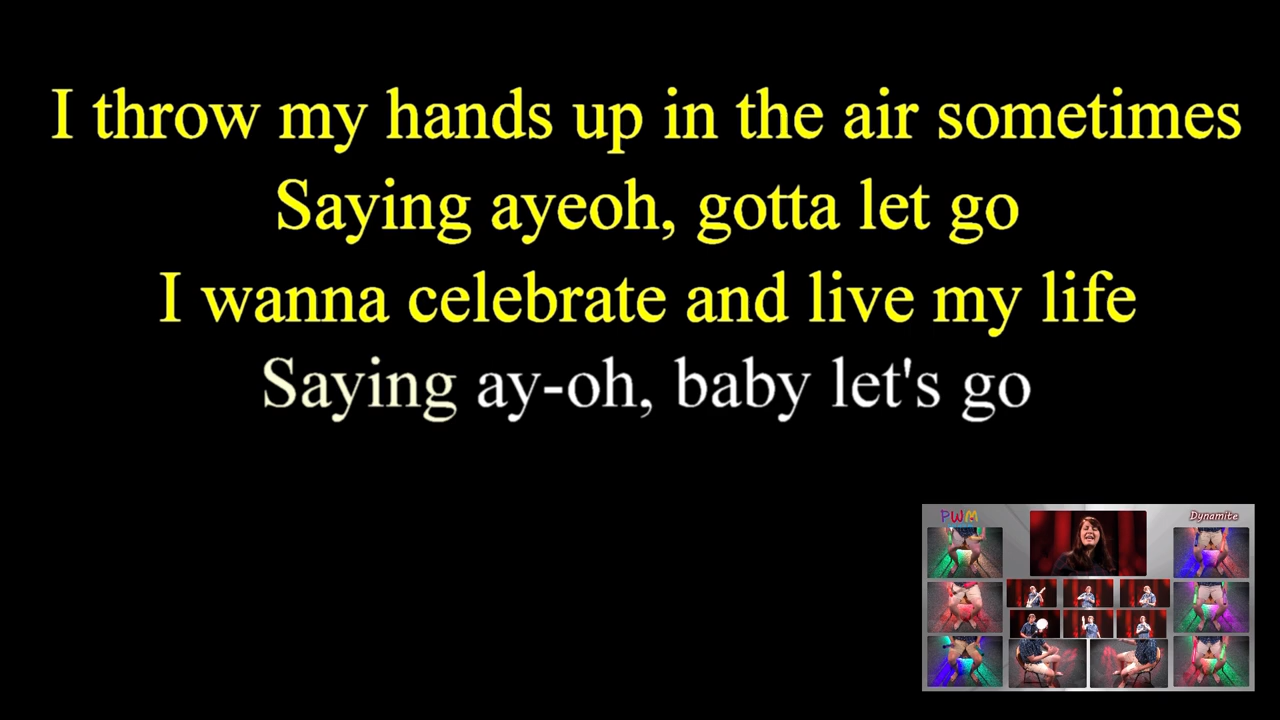 I throw my hands up in the air sometimes
Saying ayeoh, gotta let go
I wanna celebrate and live my life
Saying ay-oh, baby let's go
PWM
Dynamite